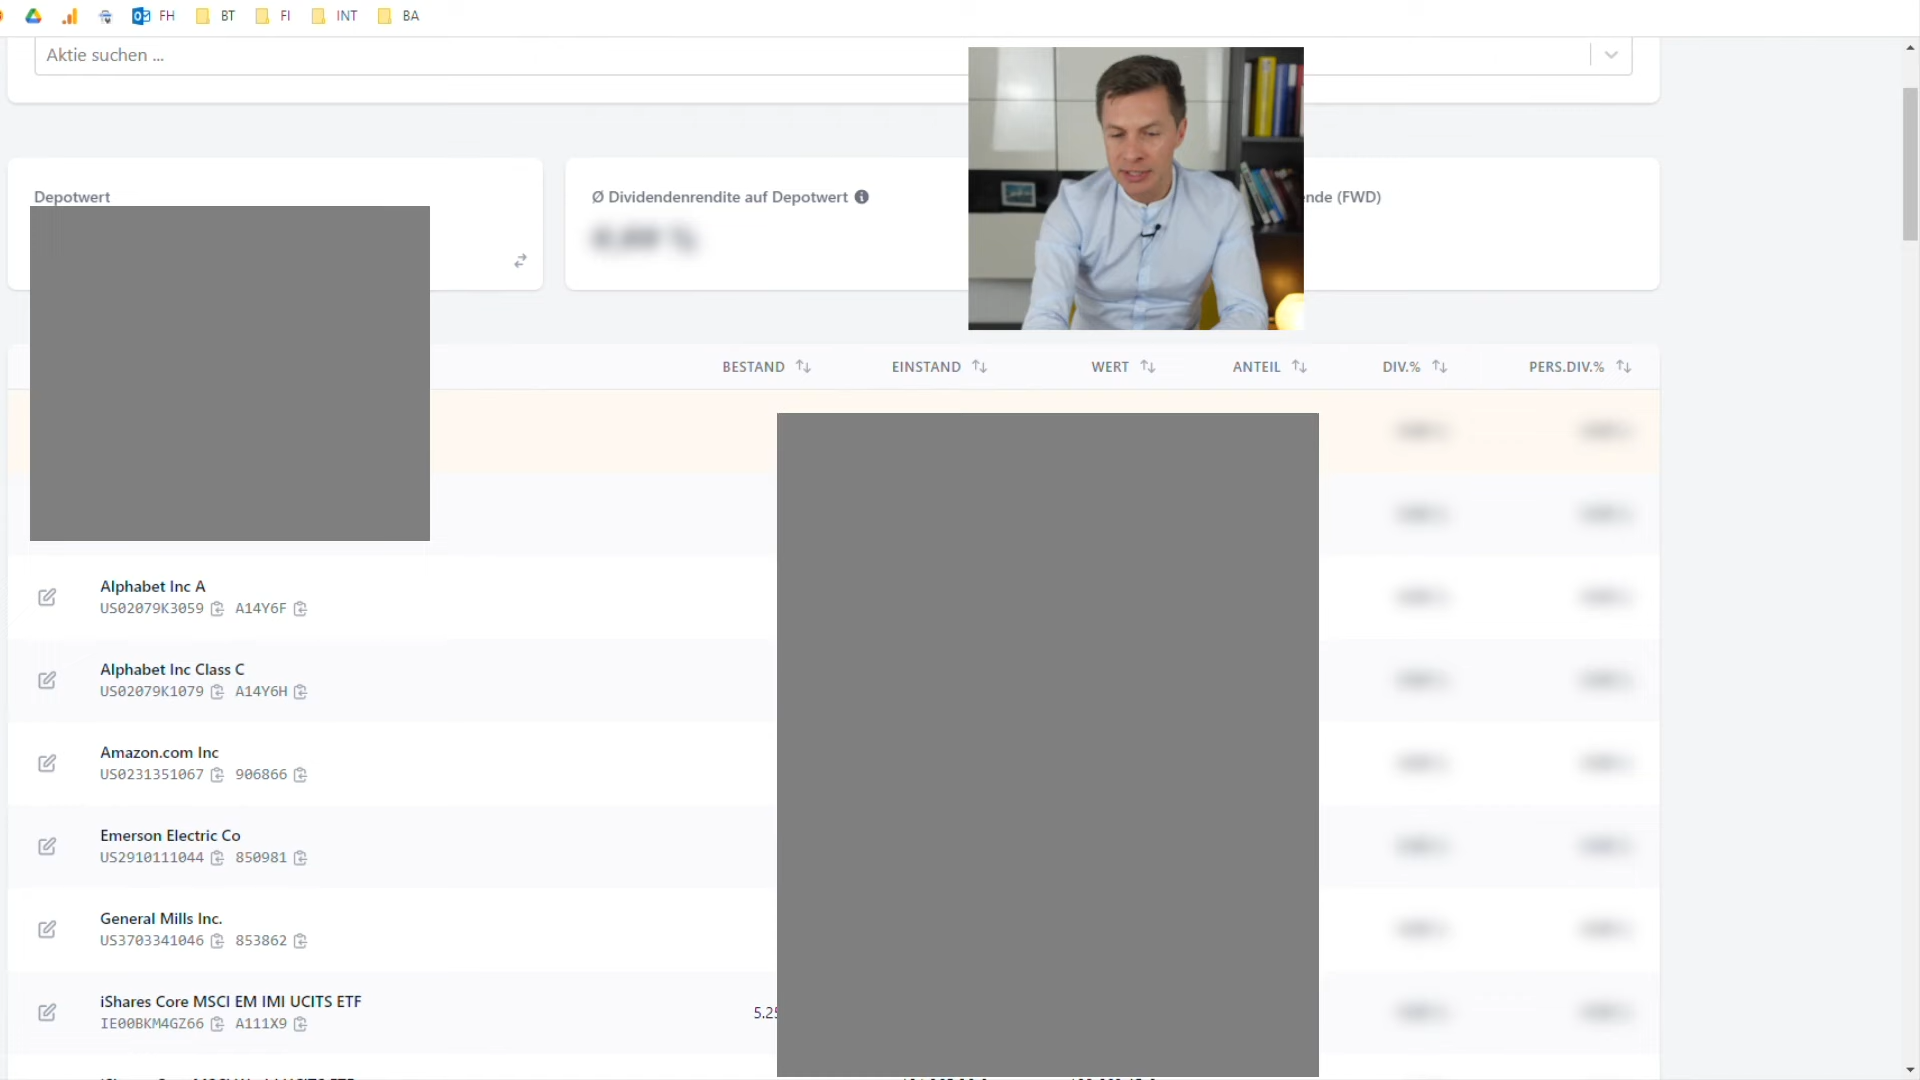 FH BT FI INT BA
Aktie suchen ...
Depotwert
Ø Dividendenrendite auf Depotwert
(FWD)
BESTAND EINSTAND WERT ANTEIL DIV.% PERS.DIV.%
Alphabet Inc A
US02079K3059 A14Y6F
Alphabet Inc Class C
US02079K1079 A14Y6H
Amazon.com Inc
US0231351067 906866
Emerson Electric Co
US2910111044 850981
General Mills Inc.
US3703341046 853862
iShares Core MSCI EM IMI UCITS ETF
IE00BKM4GZ66 A111X9